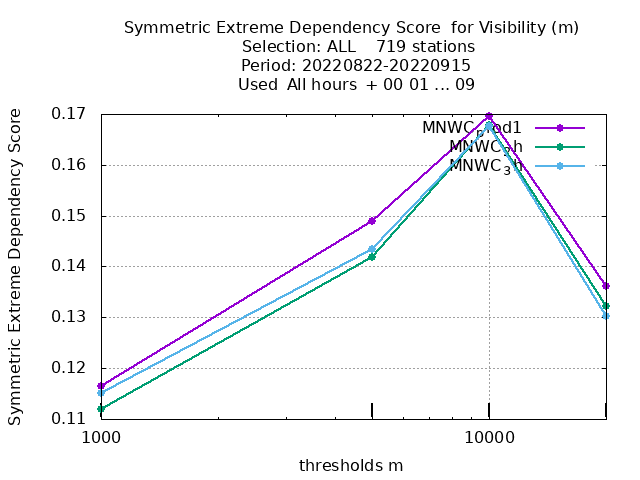 Symmetric Extreme Dependency Score  for Visibility (m)
Selection: ALL    719 stations
Period: 20220822-20220915
Used  All hours  + 00 01 ... 09
Symmetric Extreme Dependency Score
0.17
0.16
0.15
0.14
0.13
0.12
0.11
MNWC_prod1
MNWC_2h
MNWC_3h
1000
10000
thresholds m